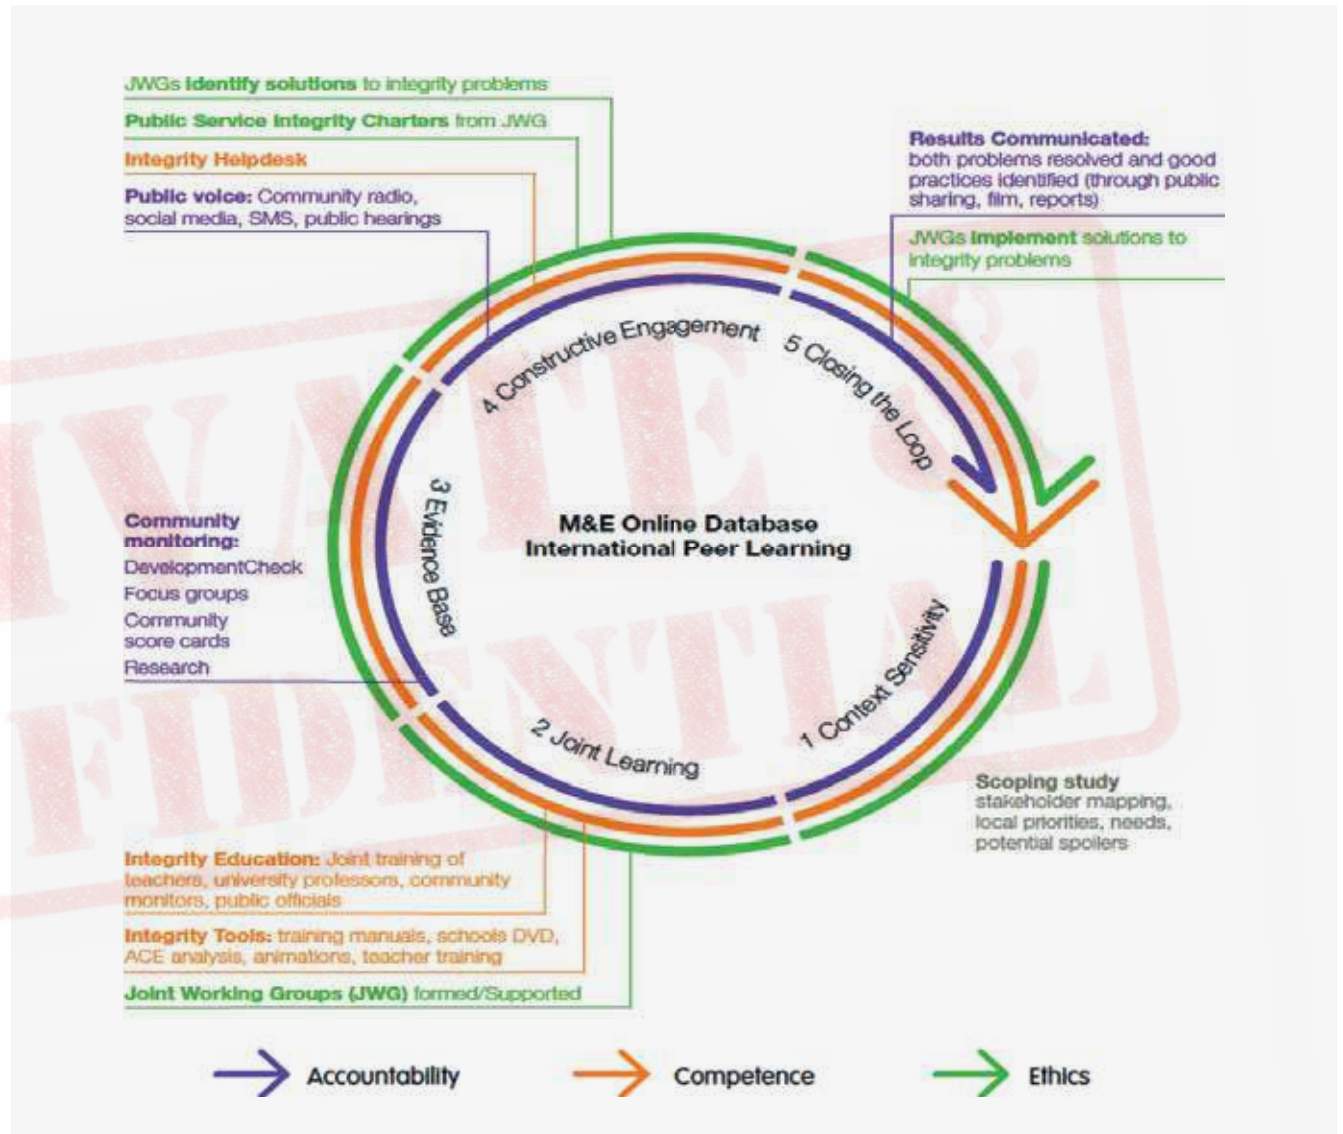 JWGs Identify solutions to integrity problems
Public Service Integrity Charters from JWG
Integrity Helpdesk
Public voice: Community radio,
social media, SMS, public hearings
Results Communicated:
both problems resolved and good
practices identified (through public
sharing, film, reports)
JWGs Implement solutions to
integrity problems
4 Constructive Engagement
5 Closing the Loop
3 Evidence Base
M&E Online Database
International Peer Learning
Community
monitoring:
DevelopmentCheck
Focus groups
Community
score cards
Research
2 Joint Learning
1 Context Sensitivity
Scoping study
stakeholder mapping,
local priorities, needs,
potential spoilers
Integrity Education: Joint training of
teachers, university professors, community
monitors, public officials
Integrity Tools: training manuals, schools DVD,
ACE analysis, animations, teacher training
Joint Working Groups (JWG) formed/Supported
Accountability
Competence
Ethics
IVATE &
FIDENTIAL